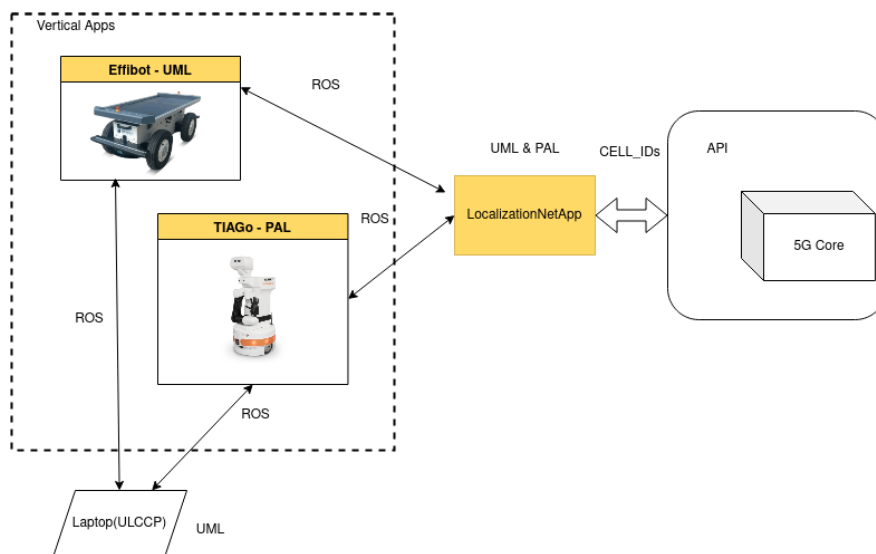 Vertical Apps
Effibot - UML
ROS
UML & PAL
CELL_IDs
API
LocalizationNetApp
TIAGo - PAL
ROS
5G Core
ROS
ROS
Laptop(ULCCP)
UML